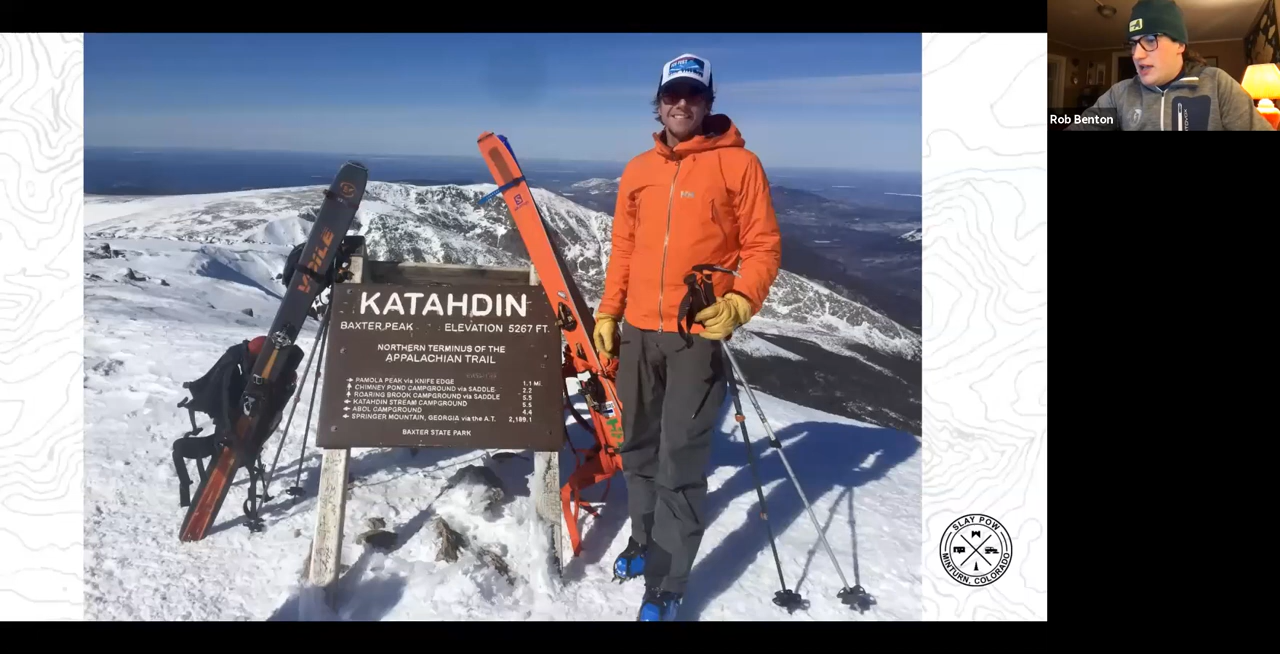 KATAHDIN
BAXTER PEAK ELEVATION 5267 FT.
NORTHERN TERMINUS OF THE
APPALACHIAN TRAIL
PAMOLA PEAK VIA KNIFE EDGE 1.1 MI.
CHIMNEY POND CAMPGROUND VIA SADDLE 2.2
ROARING BROOK CAMPGROUND VIA SADDLE 5.5
KATAHDIN STREAM CAMPGROUND 5.5
ABOL CAMPGROUND 4.4
SPRINGER MOUNTAIN, GEORGIA via the A.T. 2,189.1
BAXTER STATE PARK
VOILE
Rob Benton
SLAY POW
MINTURN, COLORADO